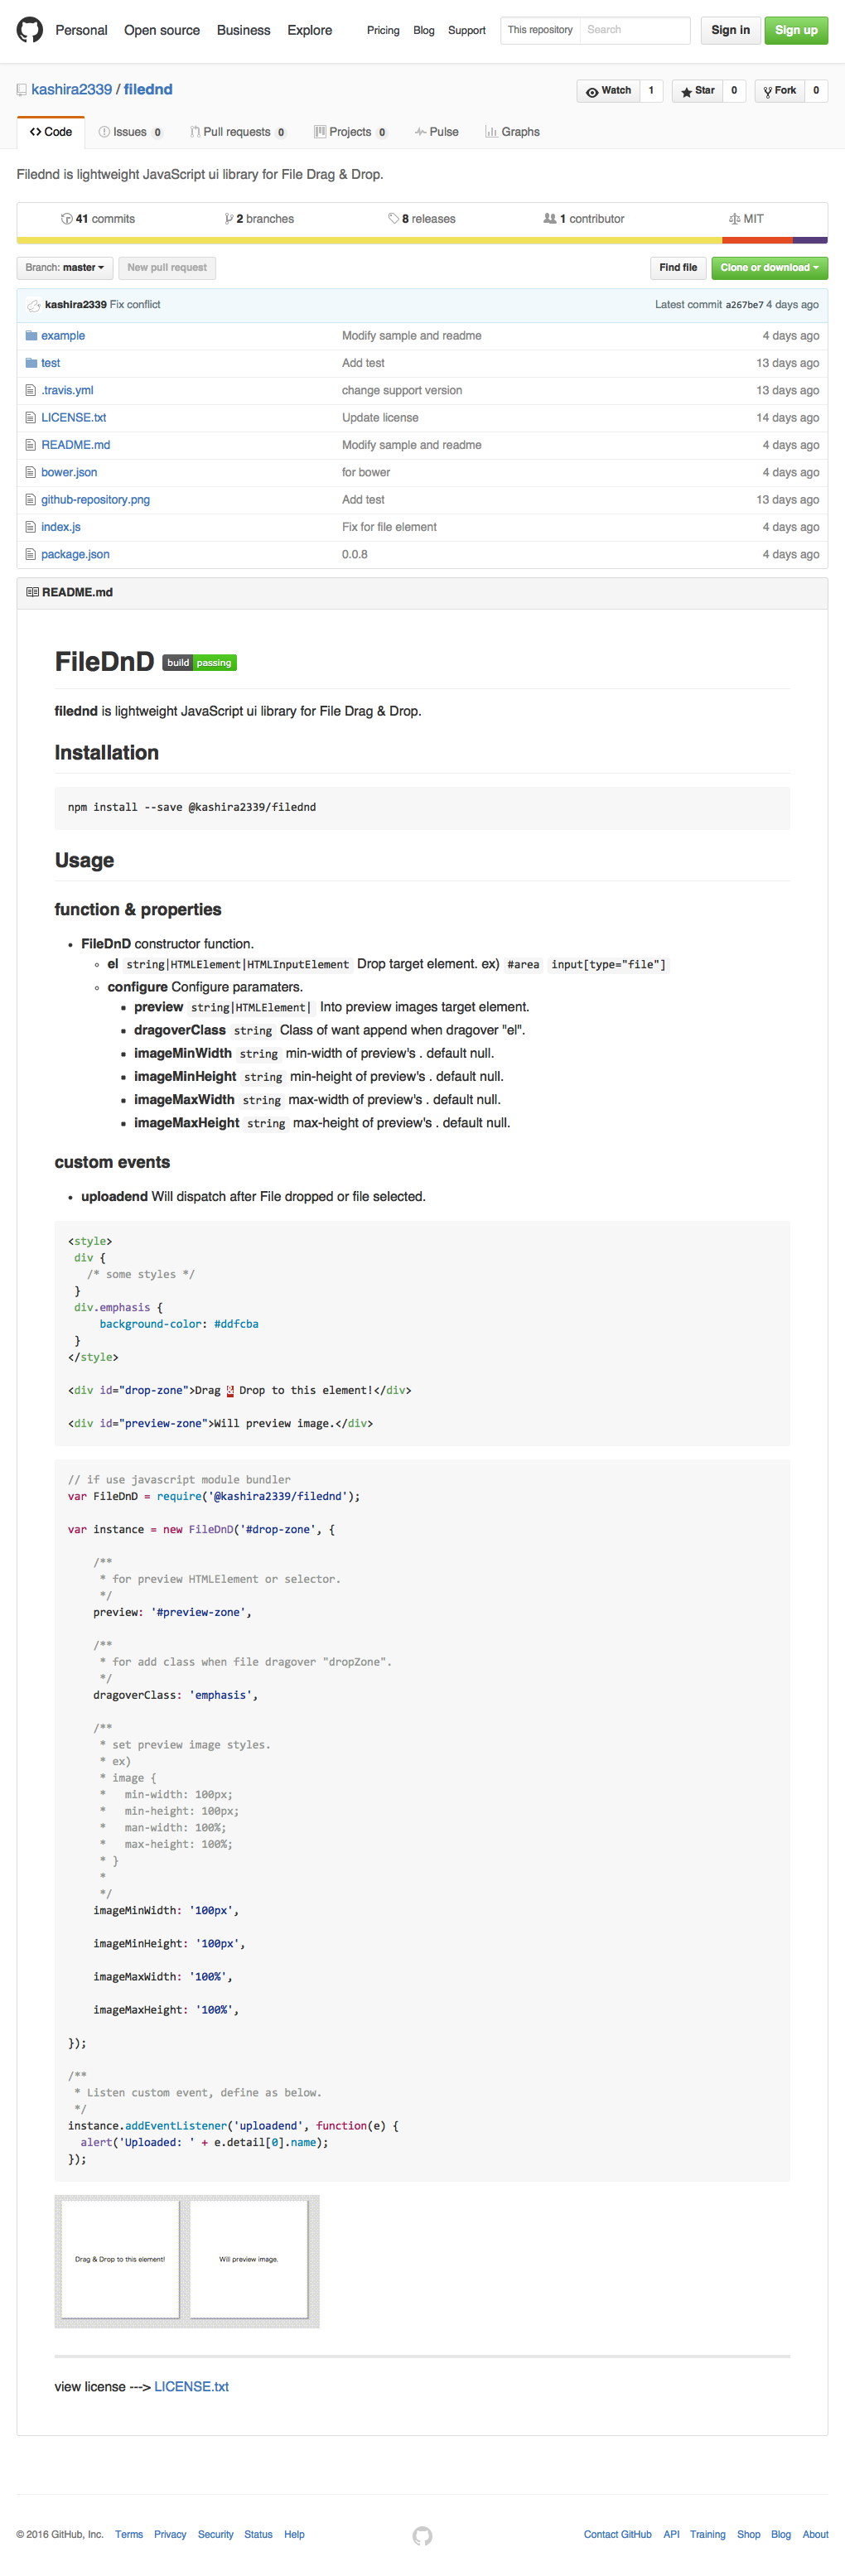 Personal Open source Business Explore Pricing Blog Support This repository Search Sign in Sign up
kashira2339 / filednd Watch 1 Star 0 Fork 0
Code Issues 0 Pull requests 0 Projects 0 Pulse Graphs
Filednd is lightweight JavaScript ui library for File Drag & Drop.
41 commits 2 branches 8 releases 1 contributor MIT
Branch: master New pull request Find file Clone or download
kashira2339 Fix conflict Latest commit a267be7 4 days ago
example Modify sample and readme 4 days ago
test Add test 13 days ago
.travis.yml change support version 13 days ago
LICENSE.txt Update license 14 days ago
README.md Modify sample and readme 4 days ago
bower.json for bower 4 days ago
github-repository.png Add test 13 days ago
index.js Fix for file element 4 days ago
package.json 0.0.8 4 days ago
README.md
FileDnD build passing
filednd is lightweight JavaScript ui library for File Drag & Drop.
Installation
npm install --save @kashira2339/filednd
Usage
function & properties
• FileDnD constructor function.
◦ el string|HTMLElement|HTMLInputElement Drop target element. ex) #area input[type="file"]
◦ configure Configure paramaters.
▪ preview string|HTMLElement| Into preview images target element.
▪ dragoverClass string Class of want append when dragover "el".
▪ imageMinWidth string min-width of preview's . default null.
▪ imageMinHeight string min-height of preview's . default null.
▪ imageMaxWidth string max-width of preview's . default null.
▪ imageMaxHeight string max-height of preview's . default null.
custom events
• uploadend Will dispatch after File dropped or file selected.
<style>
div {
/* some styles */
}
div.emphasis {
background-color: #ddfcba
}
</style>
<div id="drop-zone">Drag & Drop to this element!</div>
<div id="preview-zone">Will preview image.</div>
// if use javascript module bundler
var FileDnD = require('@kashira2339/filednd');
var instance = new FileDnD('#drop-zone', {
/**
* for preview HTMLElement or selector.
*/
preview: '#preview-zone',
/**
* for add class when file dragover "dropZone".
*/
dragoverClass: 'emphasis',
/**
* set preview image styles.
* ex)
* image {
* min-width: 100px;
* min-height: 100px;
* man-width: 100%;
* max-height: 100%;
* }
*
*/
imageMinWidth: '100px',
imageMinHeight: '100px',
imageMaxWidth: '100%',
imageMaxHeight: '100%',
});
/**
* Listen custom event, define as below.
*/
instance.addEventListener('uploadend', function(e) {
alert('Uploaded: ' + e.detail[0].name);
});
Drag & Drop to this element! Will preview image.
view license ---> LICENSE.txt
© 2016 GitHub, Inc. Terms Privacy Security Status Help Contact GitHub API Training Shop Blog About